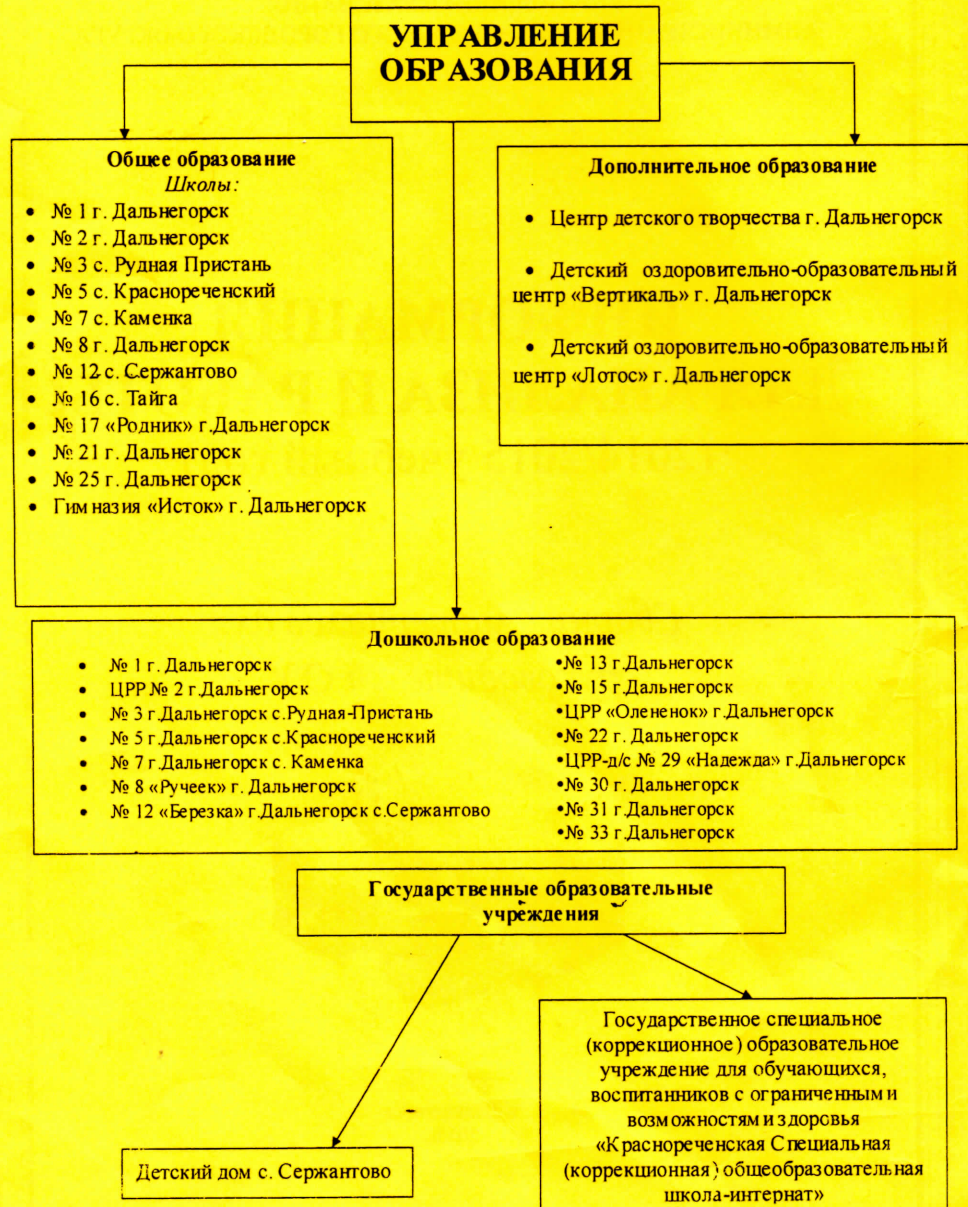 УПРАВЛЕНИЕ
ОБРАЗОВАНИЯ
Общее образование
Школы:
• № 1 г. Дальнегорск
• № 2 г. Дальнегорск
• № 3 с. Рудная Пристань
• № 5 с. Краснореченский
• № 7 с. Каменка
• № 8 г. Дальнегорск
• № 12 с. Сержантово
• № 16 с. Тайга
• № 17 «Родник» г.Дальнегорск
• № 21 г. Дальнегорск
• № 25 г. Дальнегорск
• Гимназия «Исток» г. Дальнегорск
Дополнительное образование
• Центр детского творчества г. Дальнегорск
• Детский оздоровительно-образовательный
центр «Вертикаль» г. Дальнегорск
• Детский оздоровительно-образовательный
центр «Лотос» г. Дальнегорск
Дошкольное образование
• № 1 г. Дальнегорск
• ЦРР № 2 г.Дальнегорск
• № 3 г.Дальнегорск с.Рудная-Пристань
• № 5 г.Дальнегорск с.Краснореченский
• № 7 г.Дальнегорск с. Каменка
• № 8 «Ручеек» г. Дальнегорск
• № 12 «Березка» г.Дальнегорск с.Сержантово
•№ 13 г.Дальнегорск
•№ 15 г.Дальнегорск
•ЦРР «Олененок» г.Дальнегорск
•№ 22 г. Дальнегорск
•ЦРР-д/с № 29 «Надежда» г.Дальнегорск
•№ 30 г. Дальнегорск
•№ 31 г.Дальнегорск
•№ 33 г.Дальнегорск
Государственные образовательные
учреждения
Детский дом с. Сержантово
Государственное специальное
(коррекционное) образовательное
учреждение для обучающихся,
воспитанников с ограниченными
возможностями здоровья
«Краснореченская Специальная
(коррекционная) общеобразовательная
школа-интернат»